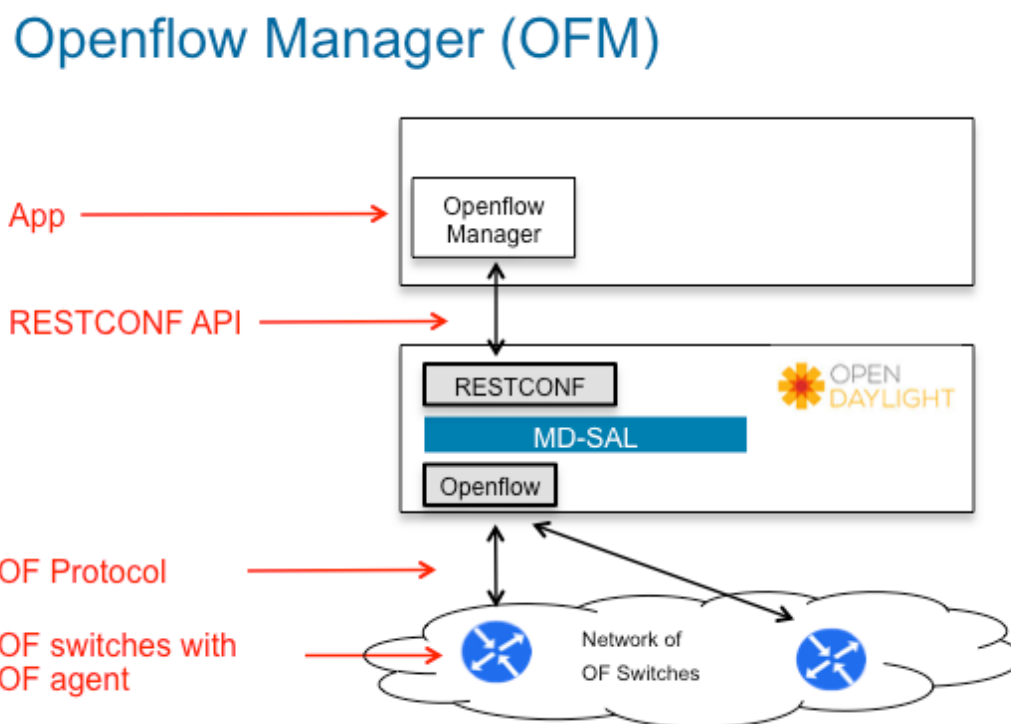 Openflow Manager (OFM)
App
Openflow
Manager
RESTCONF API
RESTCONF
OPEN
DAYLIGHT
MD-SAL
Openflow
OF Protocol
OF switches with
OF agent
Network of
OF Switches